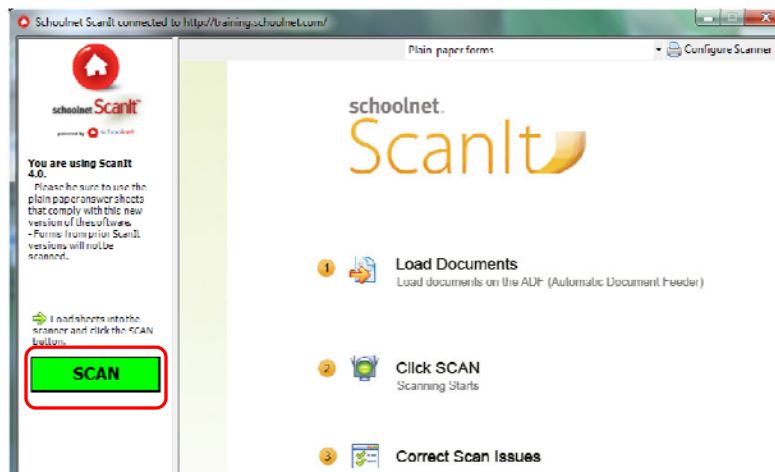 Schoolnet ScanIt connected to http://training.schoolnet.com/
Plain paper forms
Configure Scanner
schoolnet ScanIt
powered by schoolnet
You are using ScanIt
4.0.
- Please be sure to use the
plain paper answer sheets
that comply with this new
version of the software.
- Forms from prior ScanIt
versions will not be
scanned.
Load sheets into the
scanner and click the SCAN
button.
SCAN
schoolnet.
ScanIt
1 Load Documents
Load documents on the ADF (Automatic Document Feeder)
2 Click SCAN
Scanning Starts
3 Correct Scan Issues